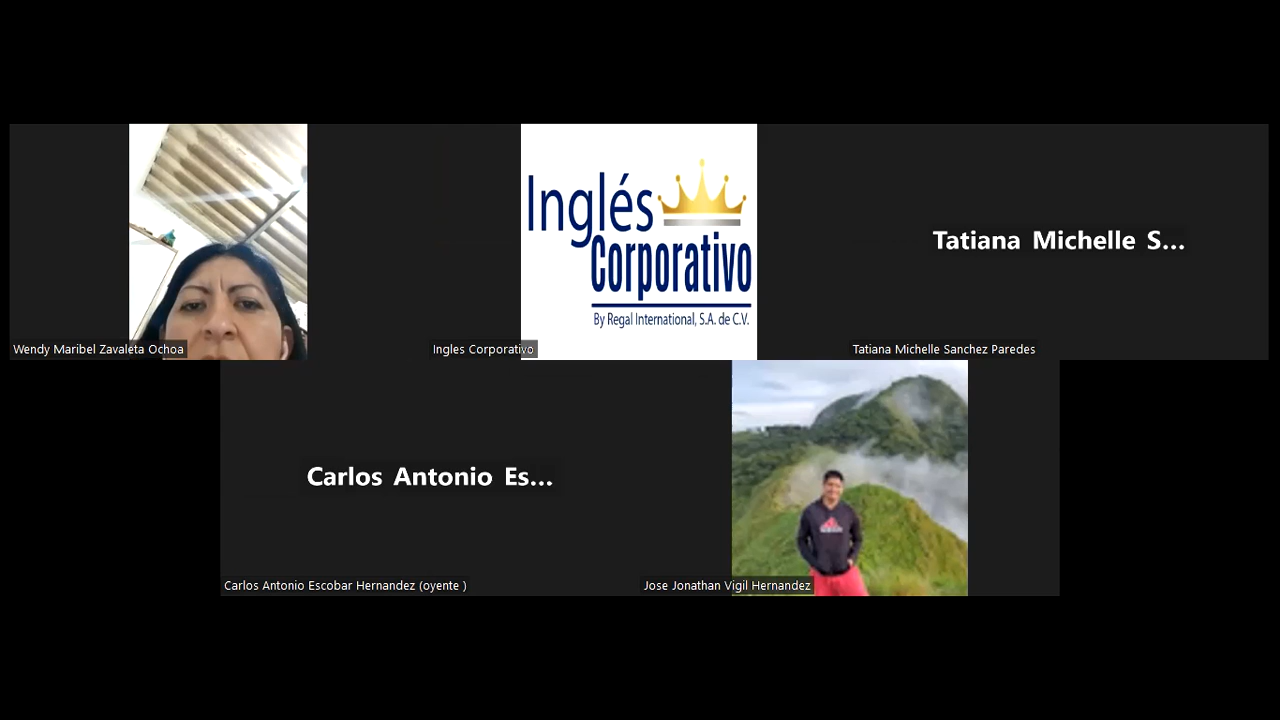 Inglés
Corporativo
By Regal International, S.A. de C.V.
Tatiana Michelle S...
Wendy Maribel Zavaleta Ochoa
Ingles Corporativo
Tatiana Michelle Sanchez Paredes
Carlos Antonio Es...
Carlos Antonio Escobar Hernandez (oyente )
Jose Jonathan Vigil Hernandez